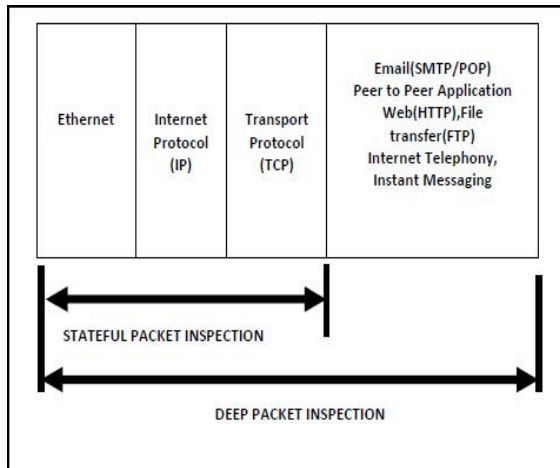 Ethernet
Internet
Protocol
(IP)
Transport
Protocol
(TCP)
Email(SMTP/POP)
Peer to Peer Application
Web(HTTP),File
transfer(FTP)
Internet Telephony,
Instant Messaging
STATEFUL PACKET INSPECTION
DEEP PACKET INSPECTION